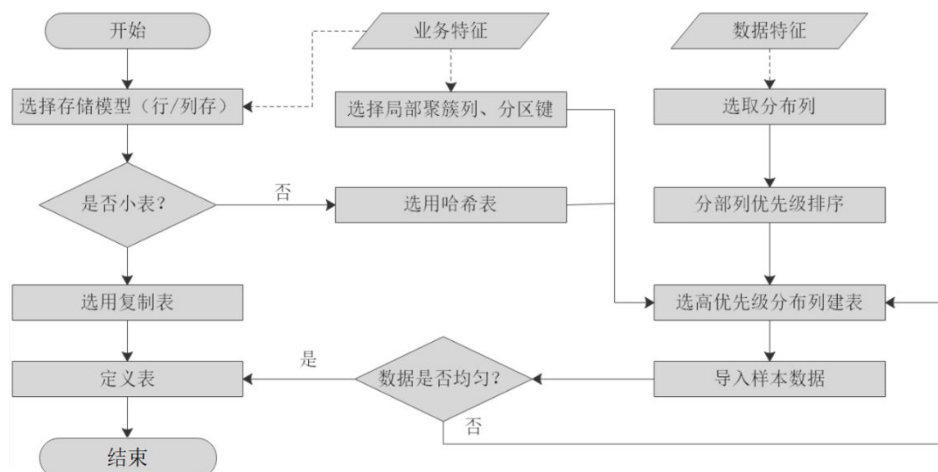 开始
业务特征
数据特征
选择存储模型（行/列存）
选择局部聚簇列、分区键
选取分布列
是否小表？
否
选用哈希表
分部列优先级排序
选用复制表
选高优先级分布列建表
是
定义表
数据是否均匀？
导入样本数据
否
结束